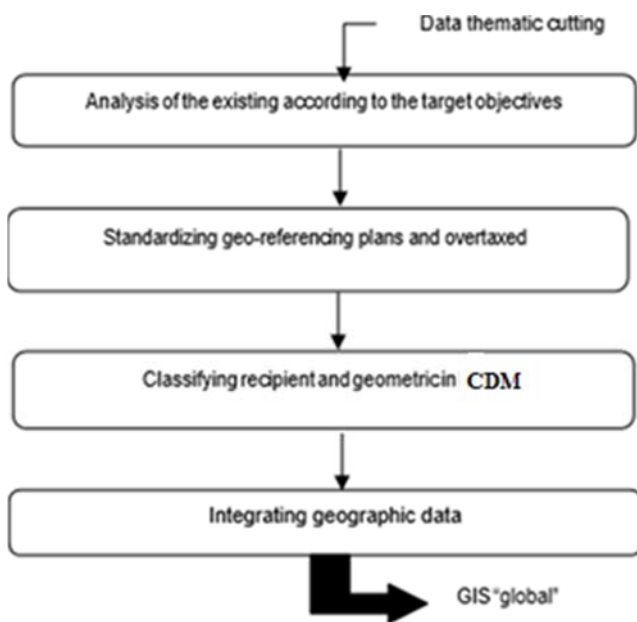 Data thematic cutting
Analysis of the existing according to the target objectives
Standardizing geo-referencing plans and overtaxed
Classifying recipient and geometricin CDM
Integrating geographic data
GIS "global"